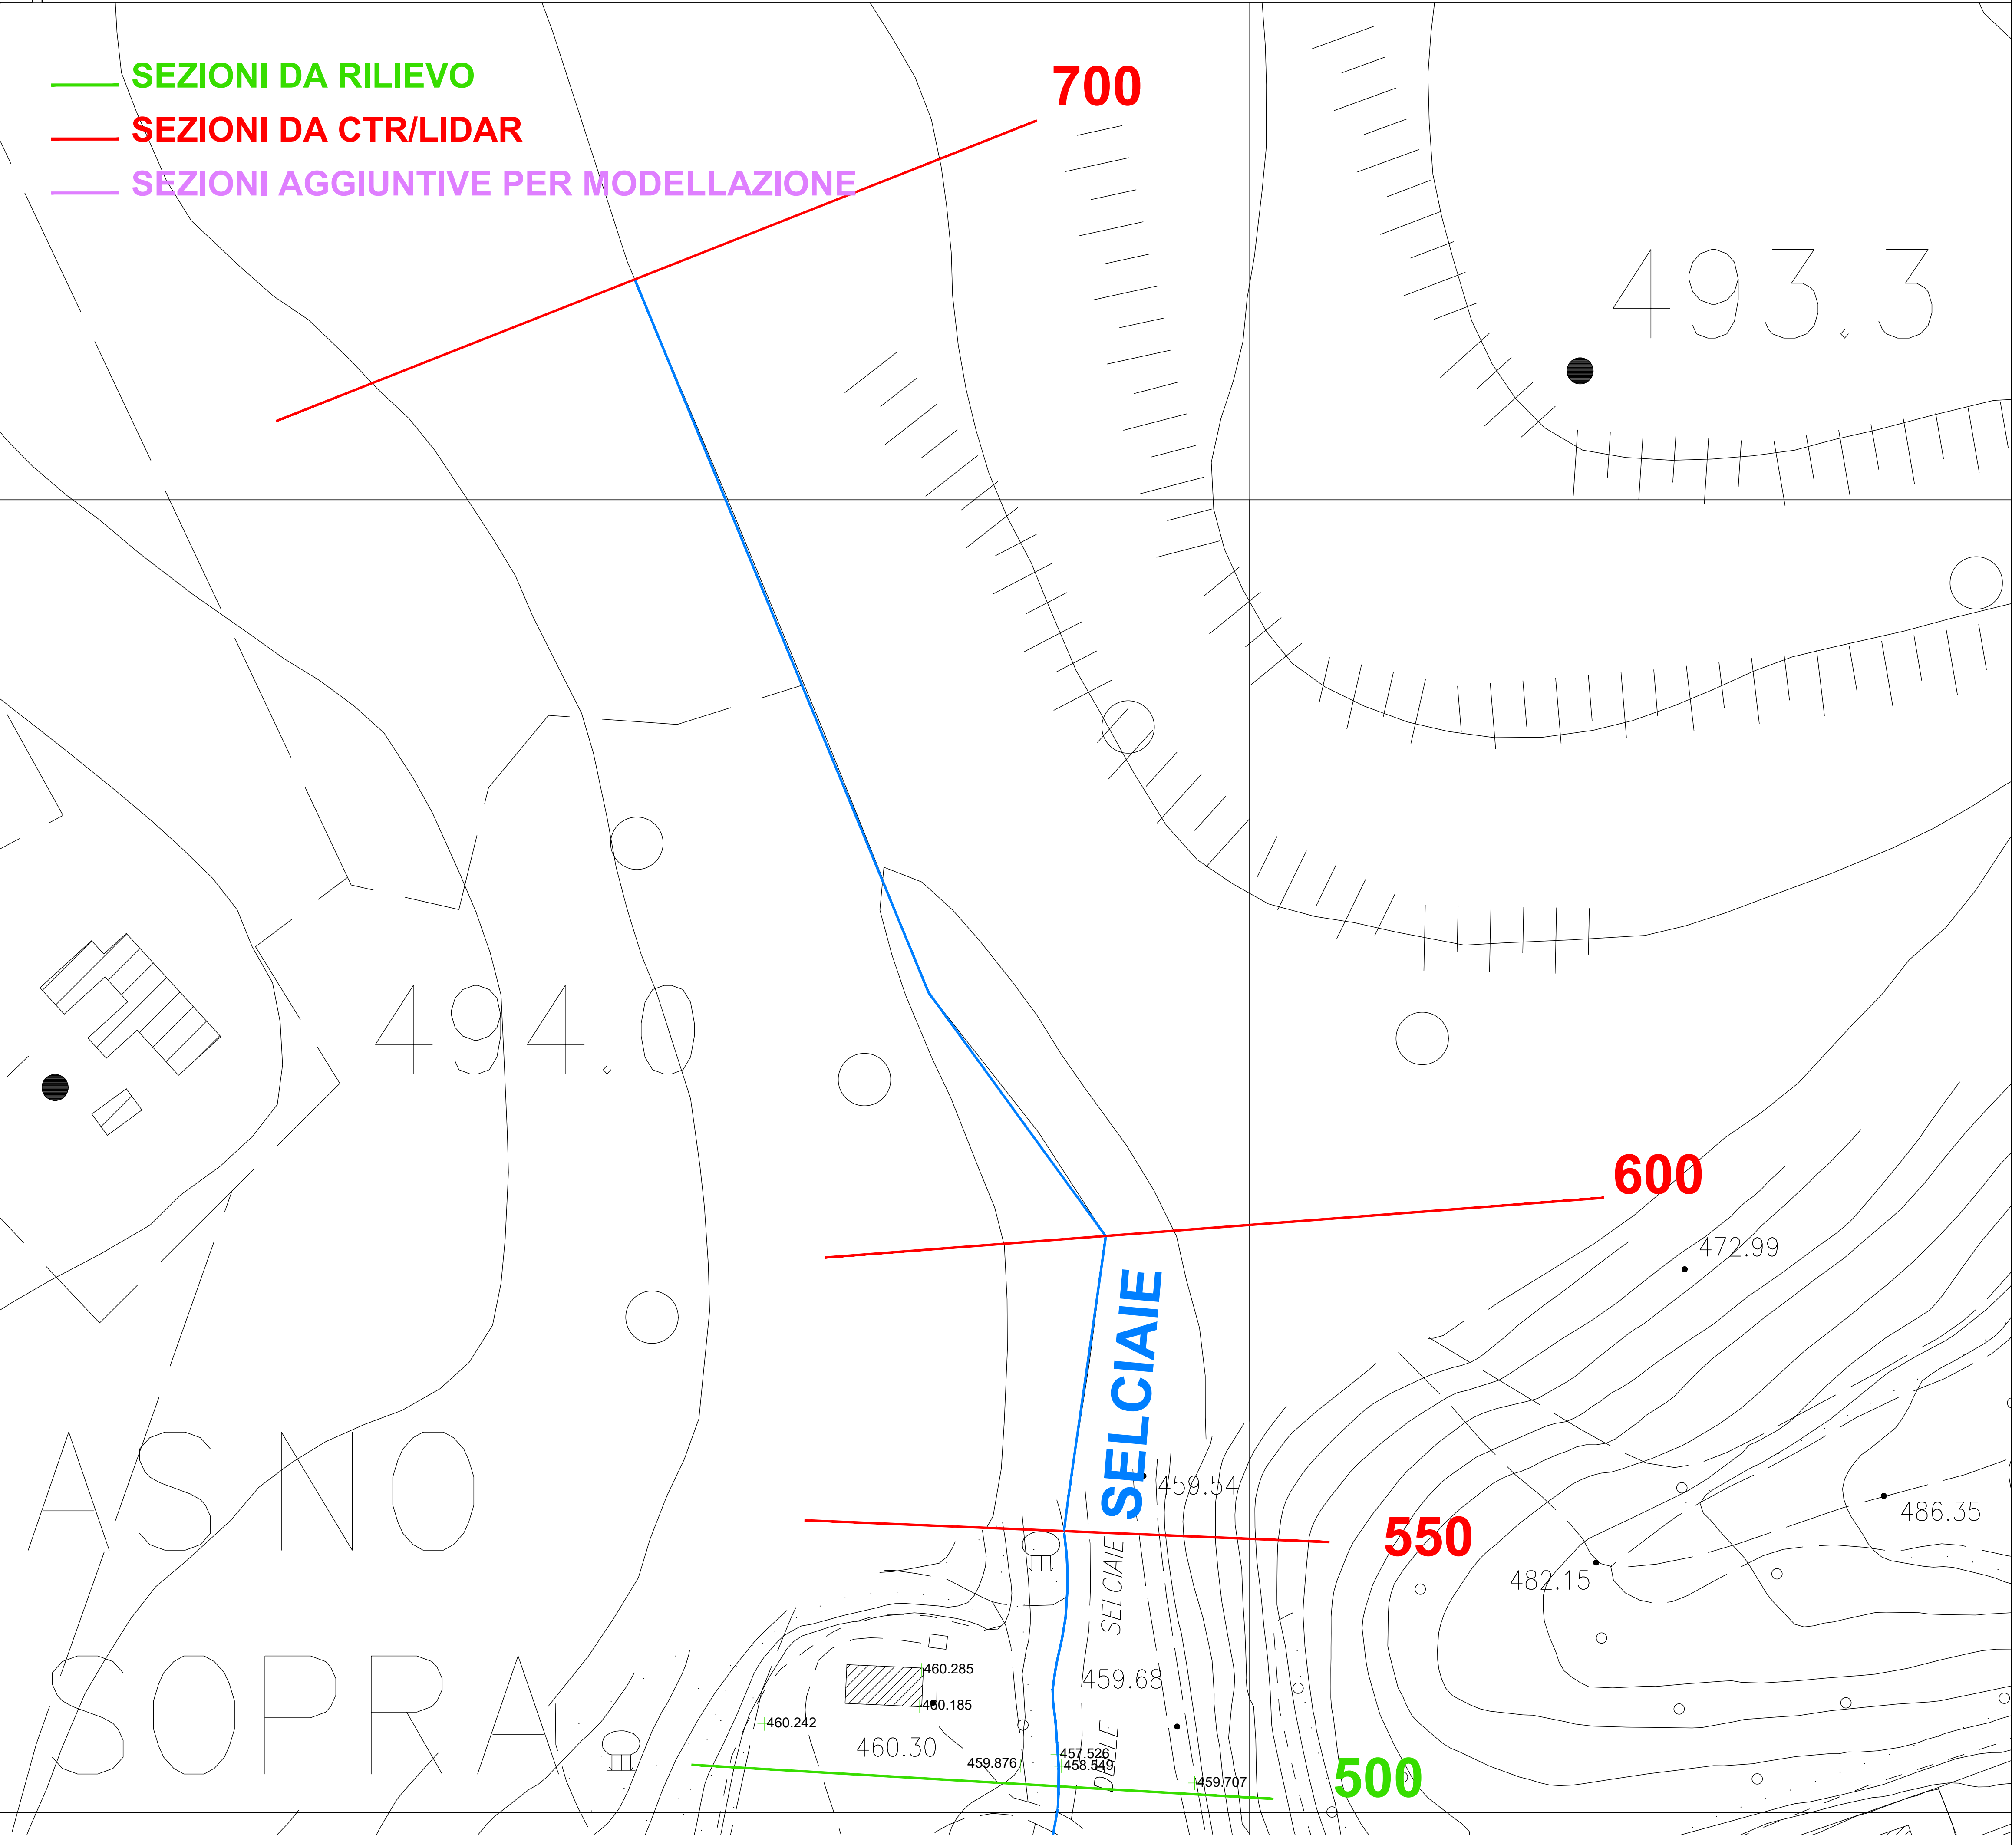 SEZIONI DA RILIEVO
SEZIONI DA CTR/LIDAR
SEZIONI AGGIUNTIVE PER MODELLAZIONE
700
493.3
494.0
600
472.99
SELCIAIE
459.54
486.35
550
482.15
ASINO
SOPRA
DELLE SELCIAIE
459.68
460.285
460.185
460.242
460.30
459.876
457.526
458.549
459.707
500